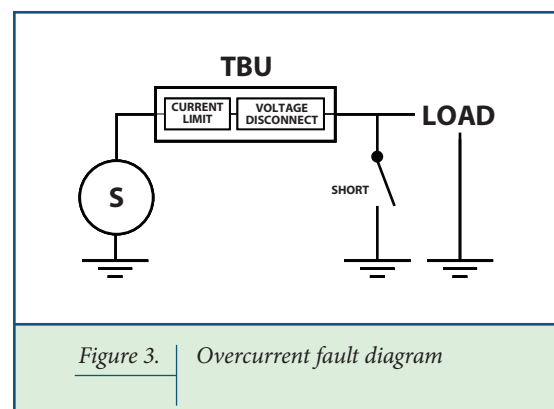 TBU
CURRENT
LIMIT
VOLTAGE
DISCONNECT
LOAD
S
SHORT
Figure 3. Overcurrent fault diagram